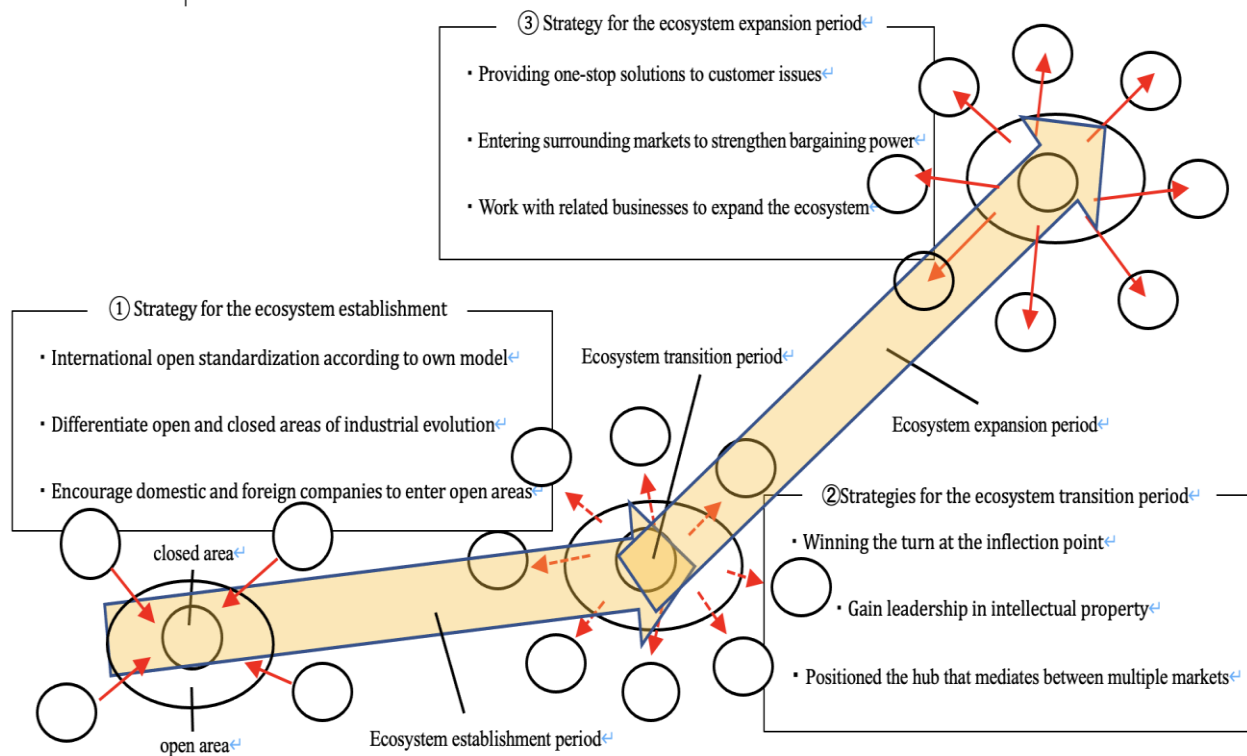 ③ Strategy for the ecosystem expansion period↵
・Providing one-stop solutions to customer issues↵
・Entering surrounding markets to strengthen bargaining power↵
・Work with related businesses to expand the ecosystem↵
① Strategy for the ecosystem establishment
・International open standardization according to own model↵
・Differentiate open and closed areas of industrial evolution↵
・Encourage domestic and foreign companies to enter open areas↵
Ecosystem transition period↵
Ecosystem expansion period↵
②Strategies for the ecosystem transition period↵
・Winning the turn at the inflection point↵
・Gain leadership in intellectual property↵
・Positioned the hub that mediates between multiple markets↵
closed area↵
open area↵
Ecosystem establishment period↵